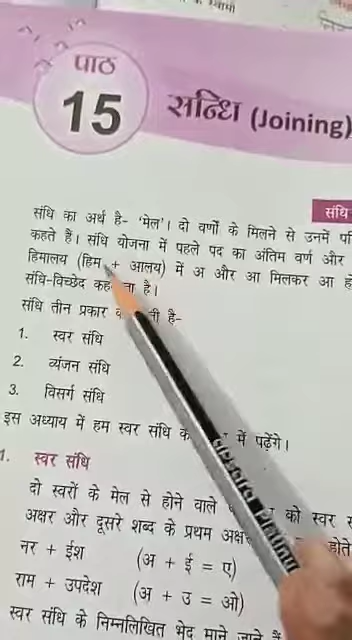 पाठ
15
सन्धि (Joining)
संधि का अर्थ है- 'मेल'। दो वर्णों के मिलने से उनमें
कहते हैं। संधि योजना में पहले पद का अंतिम वर्ण और
हिमालय (हिम + आलय) में अ और आ मिलकर आ
संधि-विच्छेद
संधि तीन प्रकार है-
1. स्वर संधि
2. व्यंजन संधि
3. विसर्ग संधि
इस अध्याय में हम स्वर संधि में पढ़ेंगे।
1. स्वर संधि
दो स्वरों के मेल से होने वाले को स्वर
अक्षर और दूसरे शब्द के प्रथम
नर + ईश (अ + ई = ए)
राम + उपदेश (अ + उ = ओ)
स्वर संधि के निम्नलिखित भेद माने जाते हैं